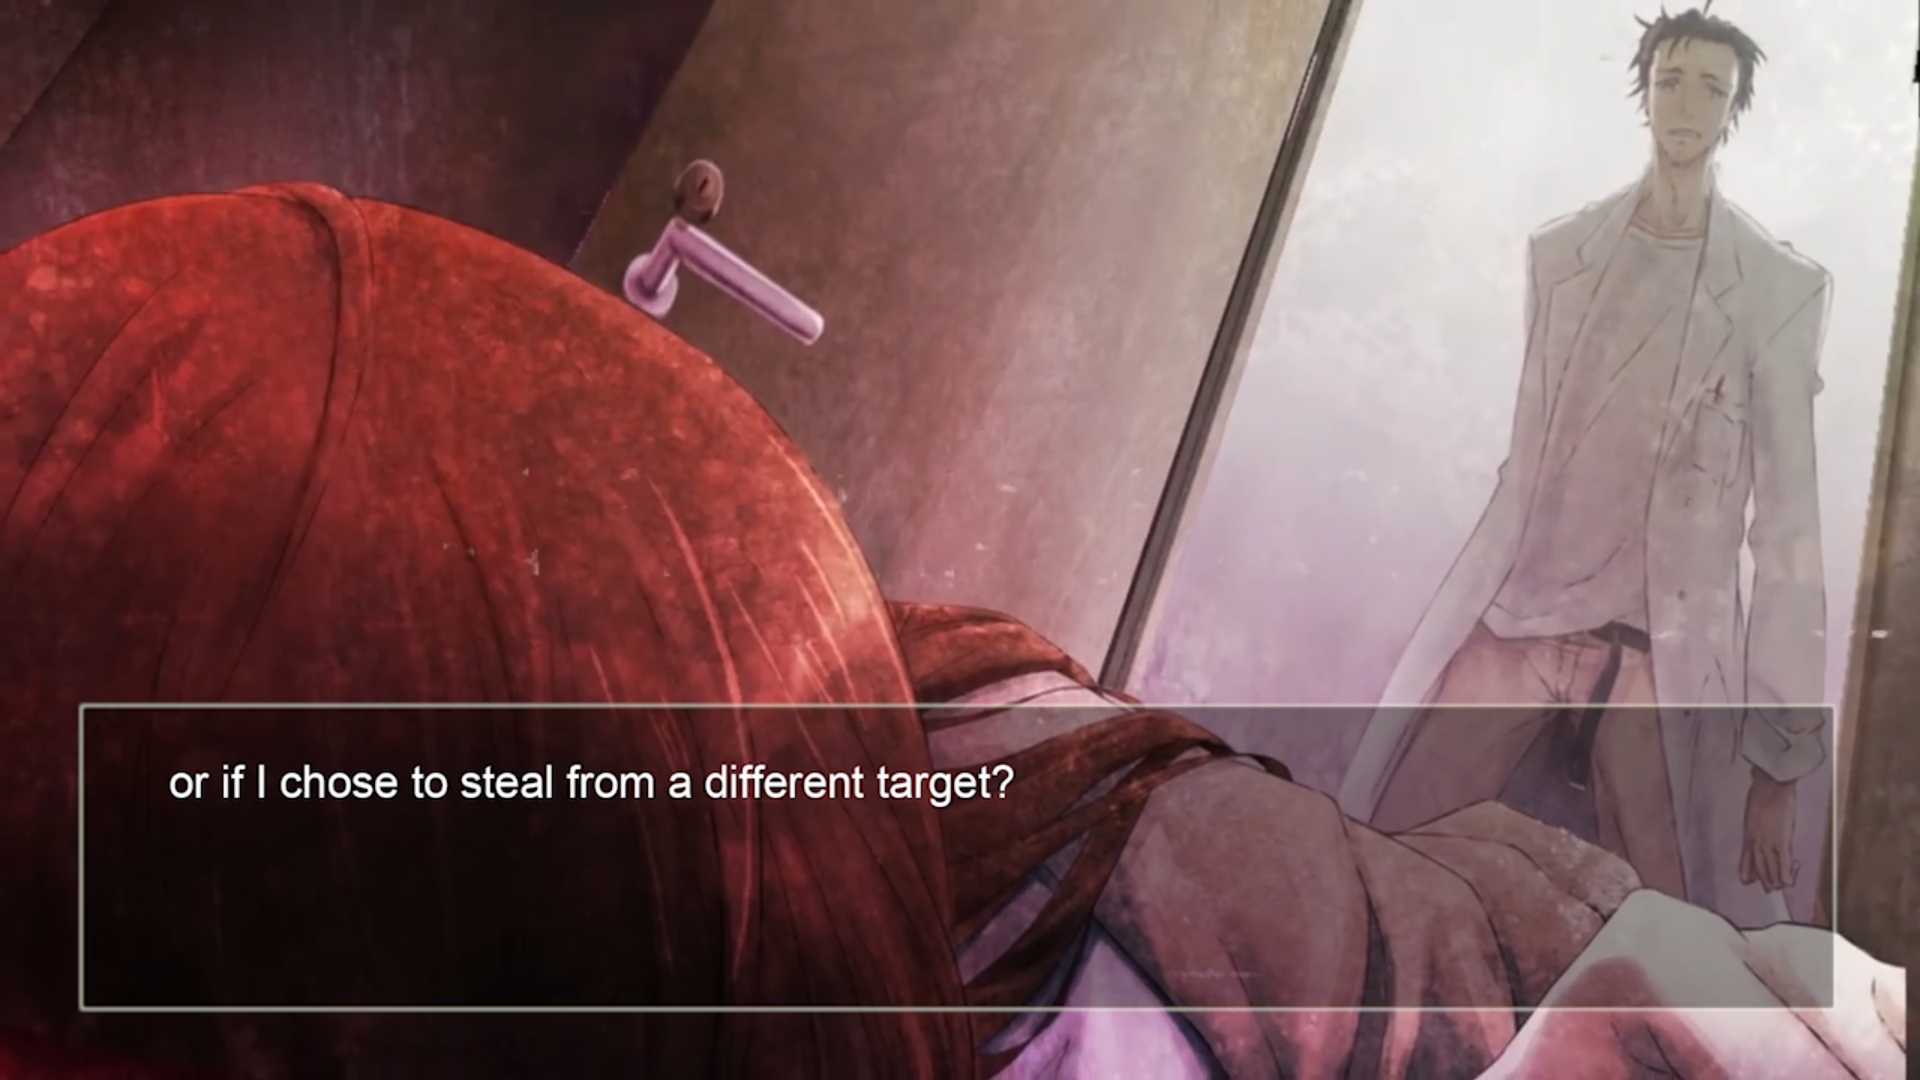 or if I chose to steal from a different target?